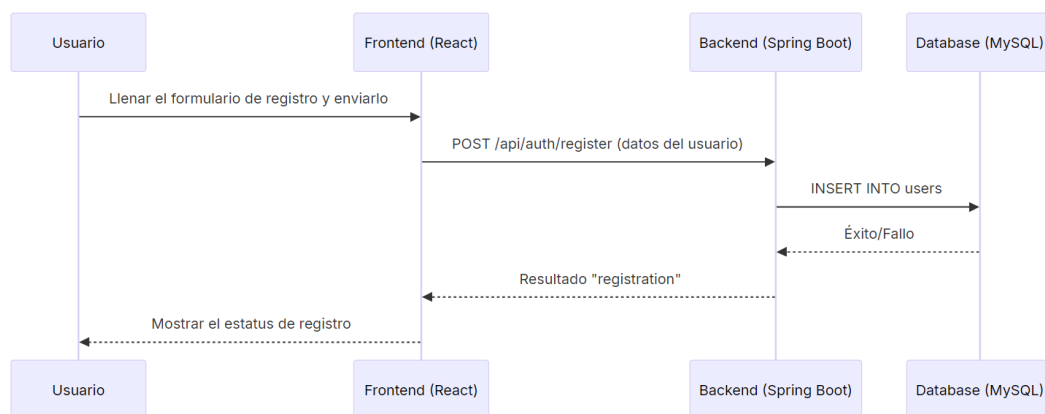 Usuario
Frontend (React)
Backend (Spring Boot)
Database (MySQL)
Llenar el formulario de registro y enviarlo
POST /api/auth/register (datos del usuario)
INSERT INTO users
Éxito/Fallo
Resultado "registration"
Mostrar el estatus de registro
Usuario
Frontend (React)
Backend (Spring Boot)
Database (MySQL)